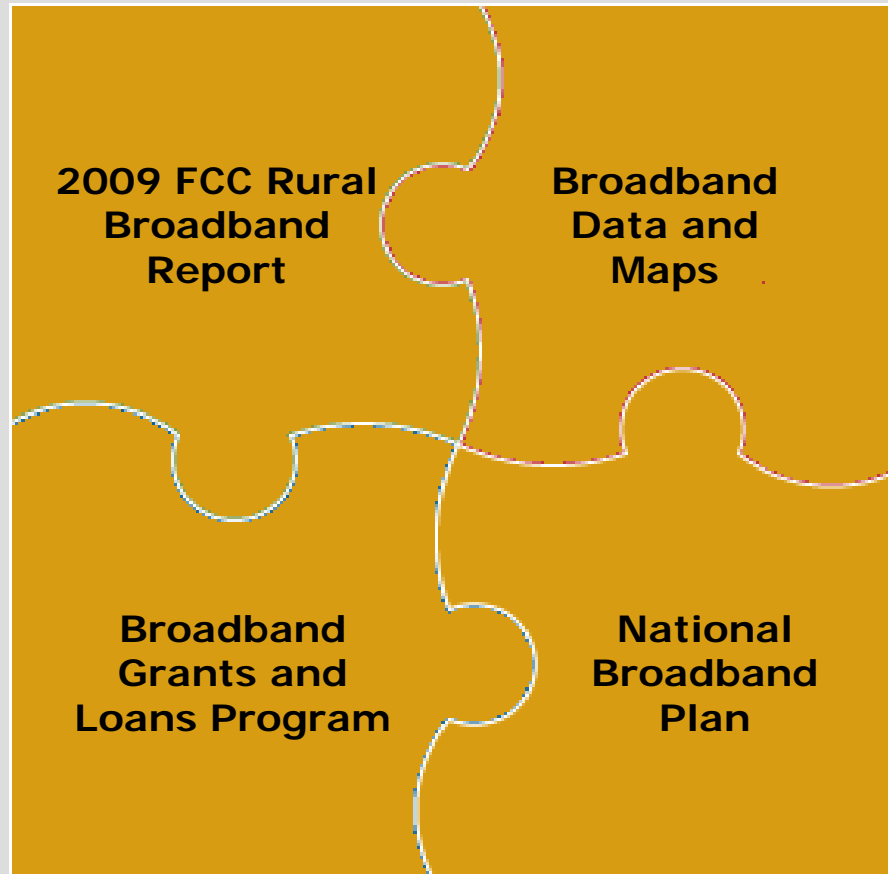 2009 FCC Rural
Broadband
Report
Broadband
Data and
Maps
Broadband
Grants and
Loans Program
National
Broadband
Plan